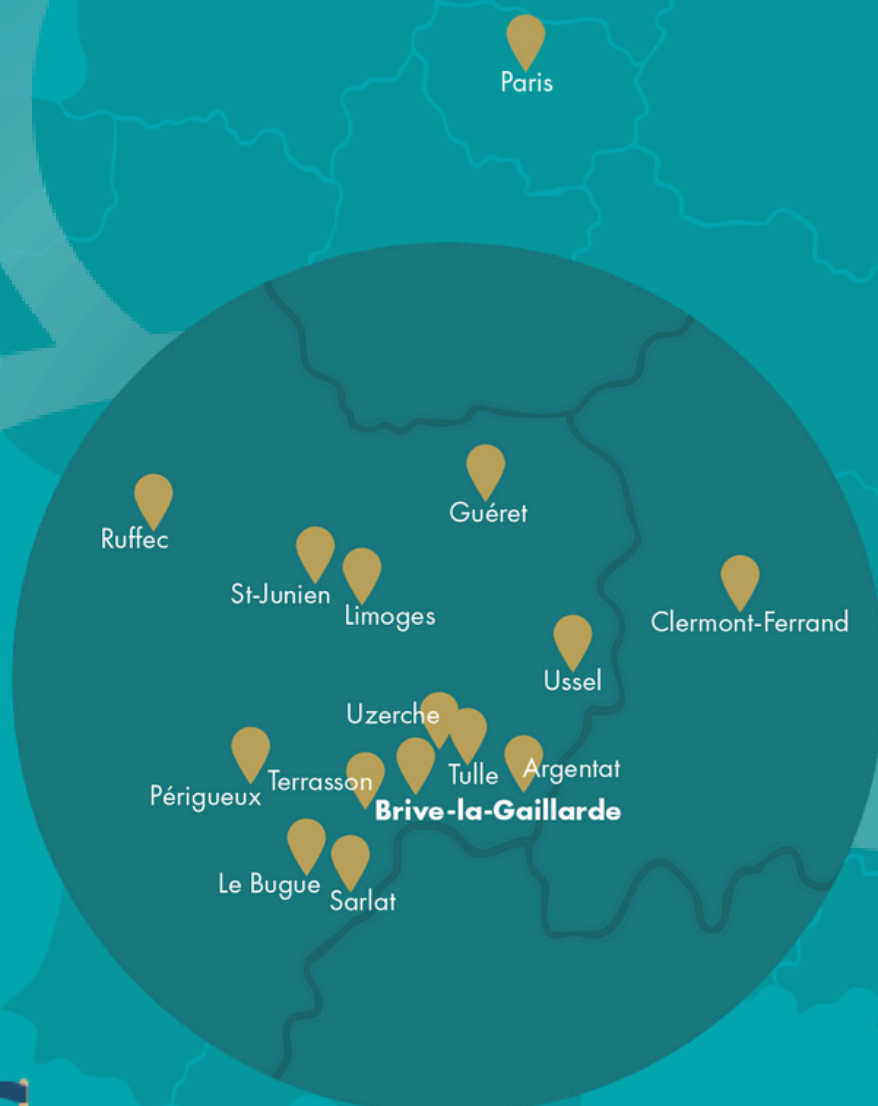 Paris
Guéret
Ruffec
St-Junien
Limoges
Clermont-Ferrand
Ussel
Uzerche
Argentat
Tulle
Terrasson
Périgueux
Brive-la-Gaillarde
Le Bugue
Sarlat